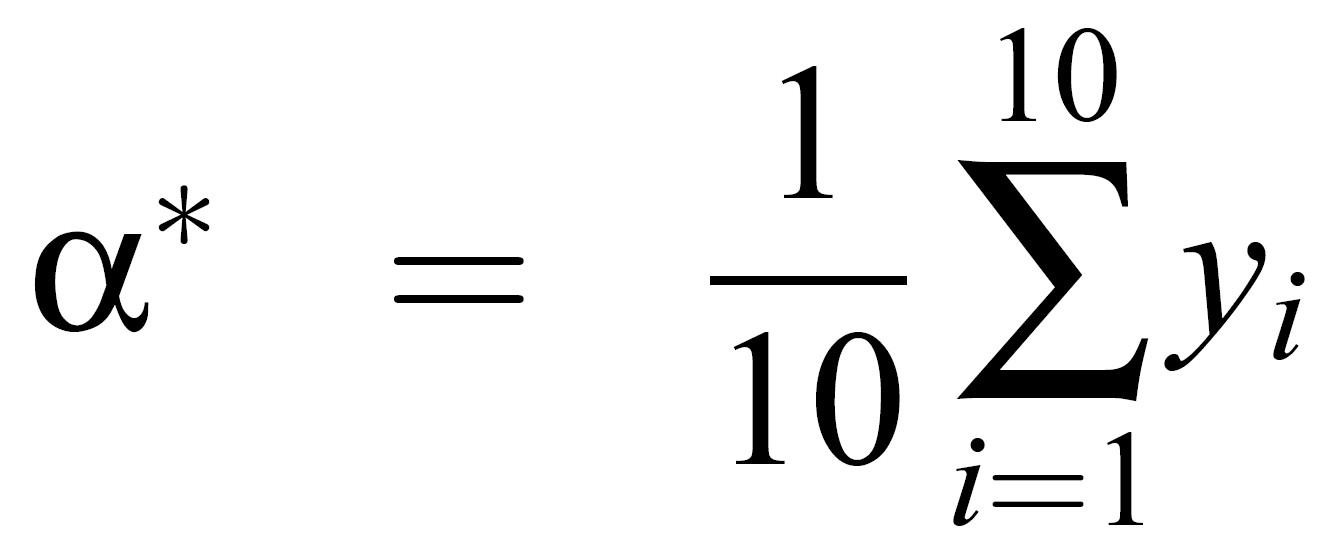 α* = 1/10 ∑_{i=1}^{10} y_i